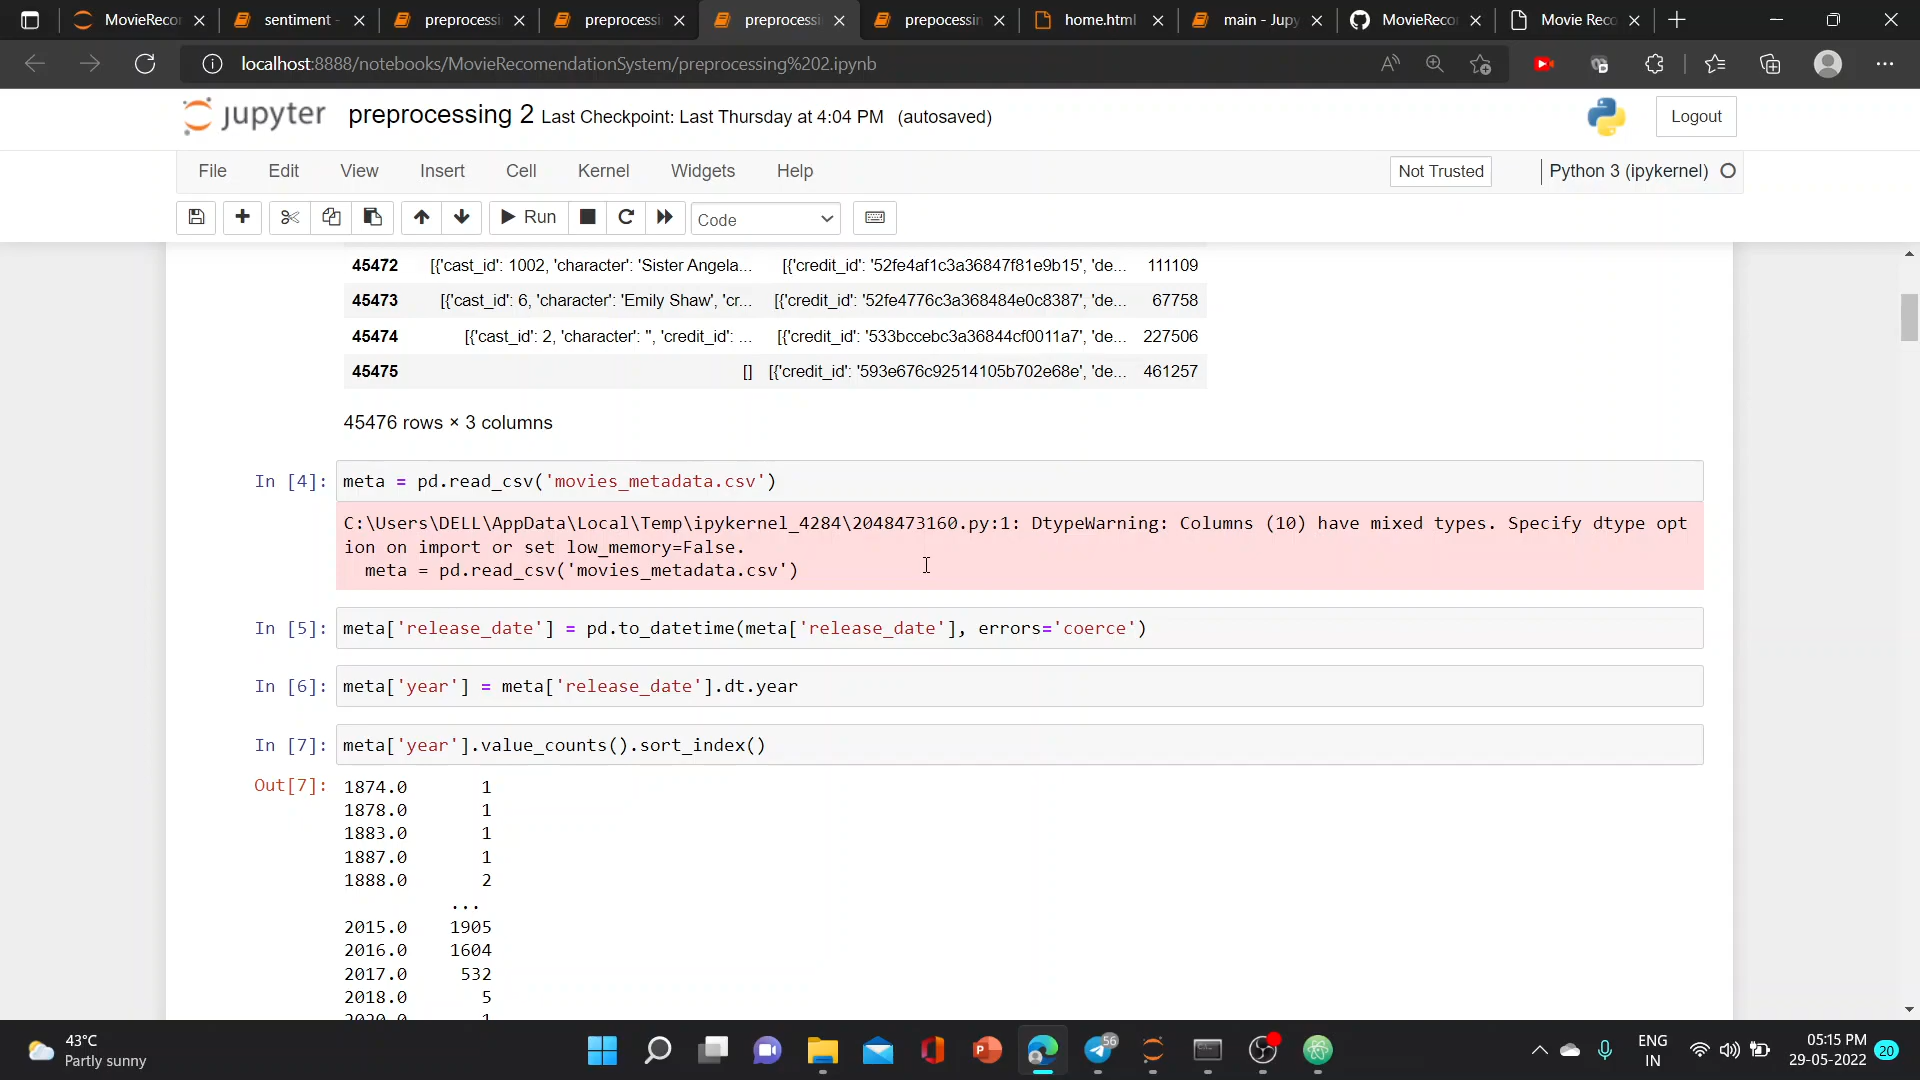 MovieRecor
sentiment -
preprocessi
preprocessi
preprocessi
prepocessin
home.html
main - Jupy
MovieReco
Movie Reco
localhost:8888/notebooks/MovieRecomendationSystem/preprocessing%202.ipynb
jupyter preprocessing 2 Last Checkpoint: Last Thursday at 4:04 PM (autosaved)
Logout
File Edit View Insert Cell Kernel Widgets Help
Not Trusted
Python 3 (ipykernel)
Run
Code
45472 [{'cast_id': 1002, 'character': 'Sister Angela... [{'credit_id': '52fe4af1c3a36847f81e9b15', 'de... 111109
45473 [{'cast_id': 6, 'character': 'Emily Shaw', 'cr... [{'credit_id': '52fe4776c3a368484e0c8387', 'de... 67758
45474 [{'cast_id': 2, 'character': '', 'credit_id': ... [{'credit_id': '533bccebc3a36844cf0011a7', 'de... 227506
45475 [] [{'credit_id': '593e676c92514105b702e68e', 'de... 461257
45476 rows × 3 columns
In [4]: meta = pd.read_csv('movies_metadata.csv')
C:\Users\DELL\AppData\Local\Temp\ipykernel_4284\2048473160.py:1: DtypeWarning: Columns (10) have mixed types. Specify dtype opt
ion on import or set low_memory=False.
meta = pd.read_csv('movies_metadata.csv')
In [5]: meta['release_date'] = pd.to_datetime(meta['release_date'], errors='coerce')
In [6]: meta['year'] = meta['release_date'].dt.year
In [7]: meta['year'].value_counts().sort_index()
Out[7]: 1874.0 1
1878.0 1
1883.0 1
1887.0 1
1888.0 2
...
2015.0 1905
2016.0 1604
2017.0 532
2018.0 5
2020.0 1
43°C
Partly sunny
56
ENG
IN
05:15 PM
29-05-2022
20